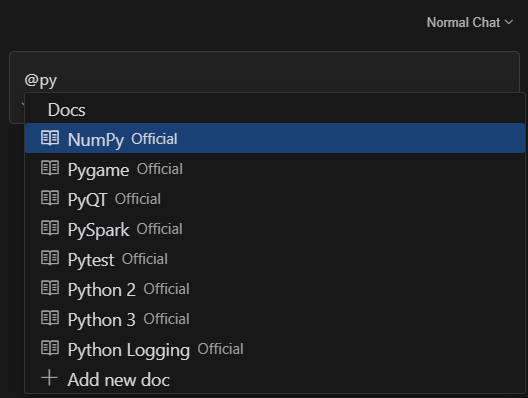 Normal Chat
@py
Docs
NumPy Official
Pygame Official
PyQT Official
PySpark Official
Pytest Official
Python 2 Official
Python 3 Official
Python Logging Official
Add new doc